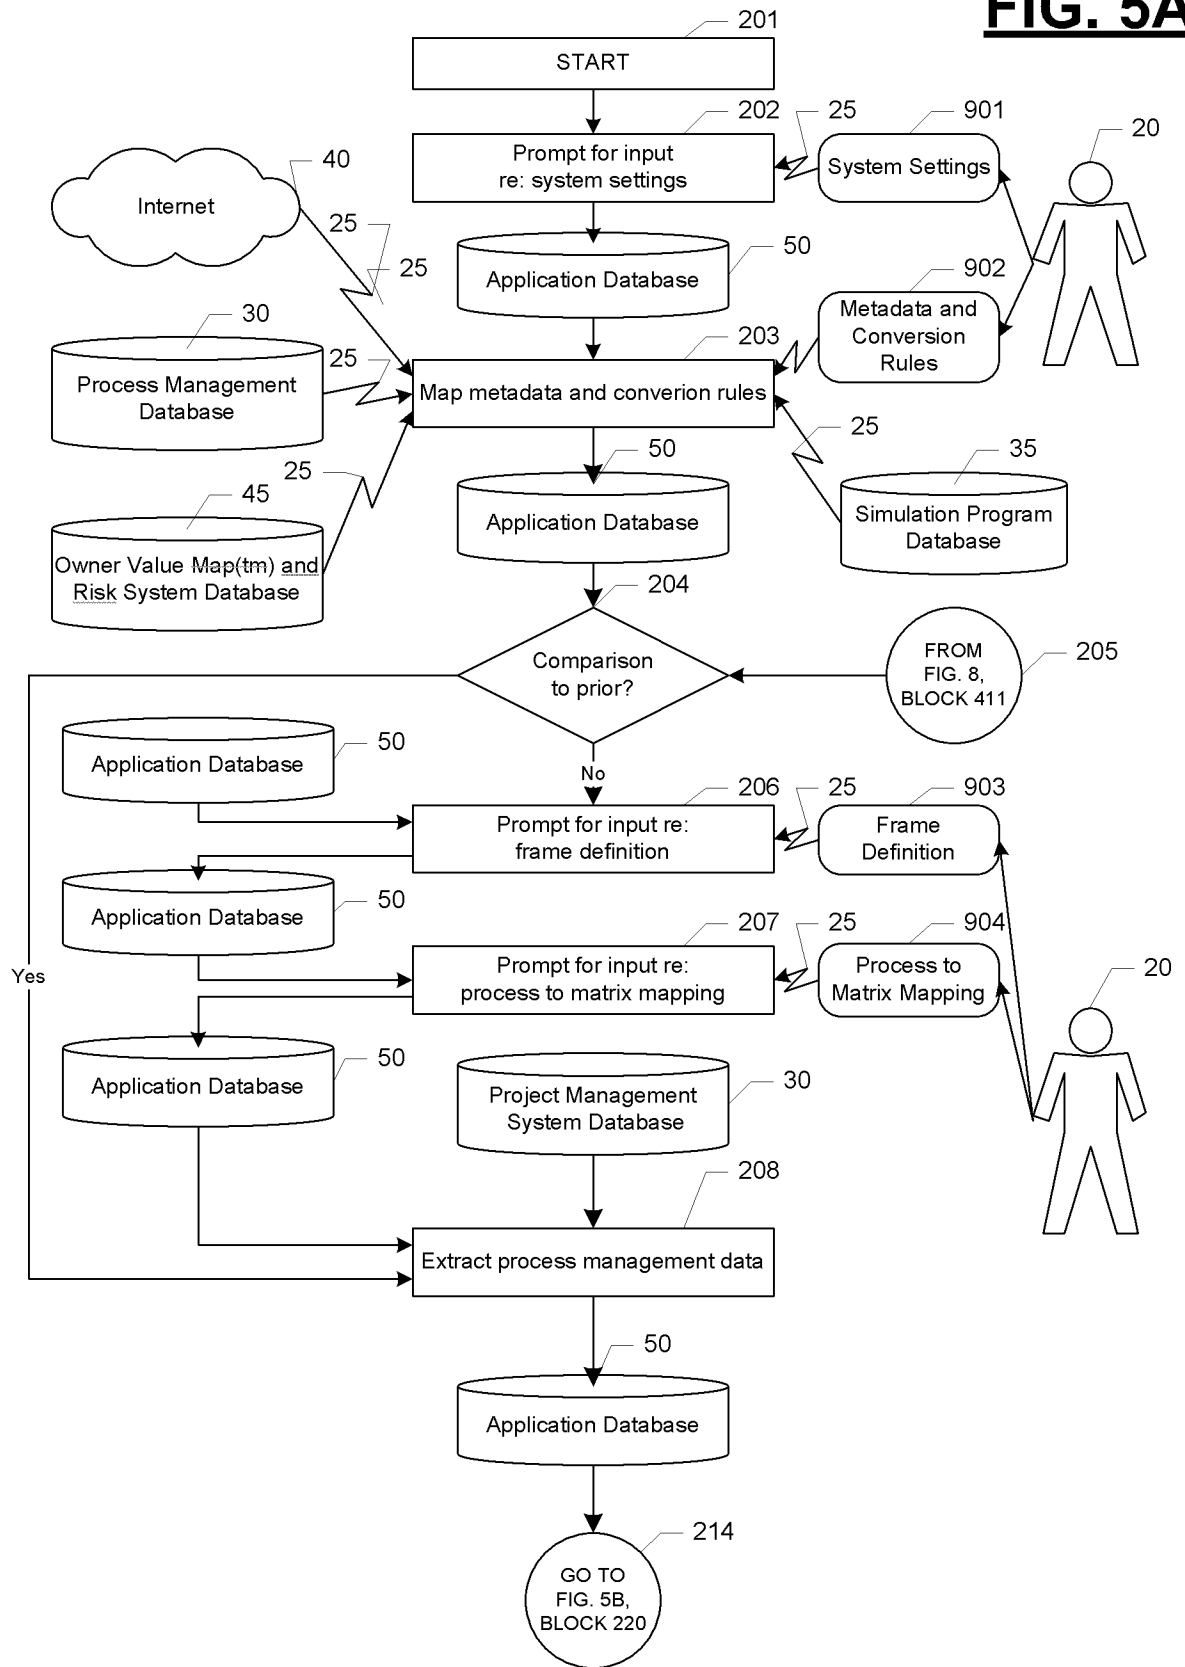 FIG. 5A
201
START
202
25
901
20
Prompt for input
re: system settings
System Settings
40
Internet
25
25
50
Application Database
902
Metadata and
Conversion
Rules
30
25
203
Process Management
Database
Map metadata and converion rules
25
50
35
25
45
Application Database
Simulation Program
Database
Owner Value Map(tm) and
Risk System Database
204
Comparison
to prior?
FROM
FIG. 8,
BLOCK 411
205
50
Application Database
No
206
25
903
Prompt for input re:
frame definition
Frame
Definition
50
Application Database
207
25
904
Yes
Prompt for input re:
process to matrix mapping
Process to
Matrix Mapping
20
50
Application Database
30
Project Management
System Database
208
Extract process management data
50
Application Database
214
GO TO
FIG. 5B,
BLOCK 220